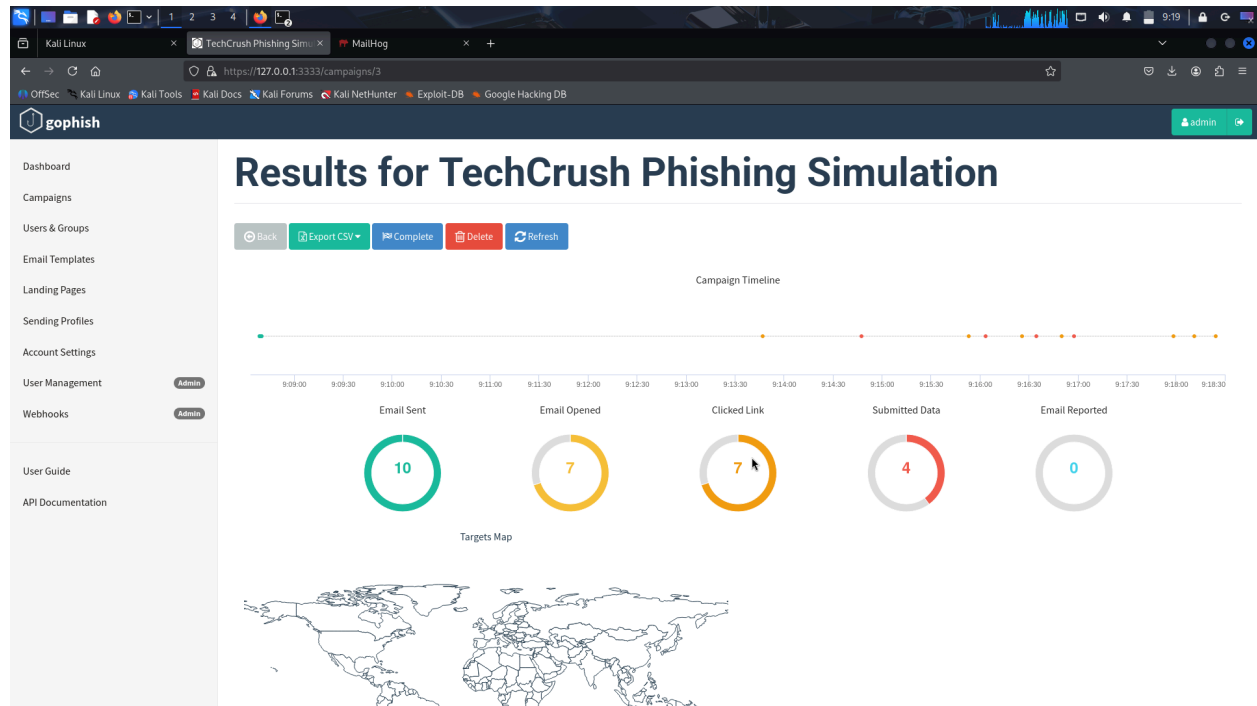 1 2 3 4 9:19
Kali Linux × TechCrush Phishing Simu × MailHog × +
https://127.0.0.1:3333/campaigns/3
OffSec Kali Linux Kali Tools Kali Docs Kali Forums Kali NetHunter Exploit-DB Google Hacking DB
gophish admin
Dashboard
Campaigns
Users & Groups
Email Templates
Landing Pages
Sending Profiles
Account Settings
User Management Admin
Webhooks Admin
User Guide
API Documentation
Results for TechCrush Phishing Simulation
Back Export CSV Complete Delete Refresh
Campaign Timeline
9:09:00 9:09:30 9:10:00 9:10:30 9:11:00 9:11:30 9:12:00 9:12:30 9:13:00 9:13:30 9:14:00 9:14:30 9:15:00 9:15:30 9:16:00 9:16:30 9:17:00 9:17:30 9:18:00 9:18:30
Email Sent Email Opened Clicked Link Submitted Data Email Reported
10 7 7 4 0
Targets Map